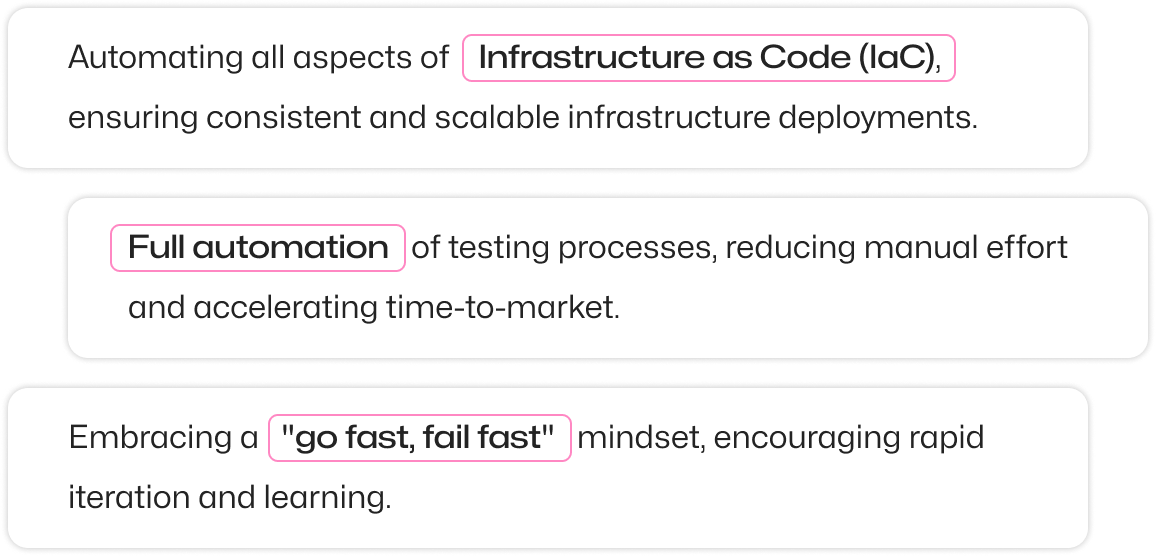 Automating all aspects of Infrastructure as Code (IaC),
ensuring consistent and scalable infrastructure deployments.
Full automation of testing processes, reducing manual effort
and accelerating time-to-market.
Embracing a "go fast, fail fast" mindset, encouraging rapid
iteration and learning.